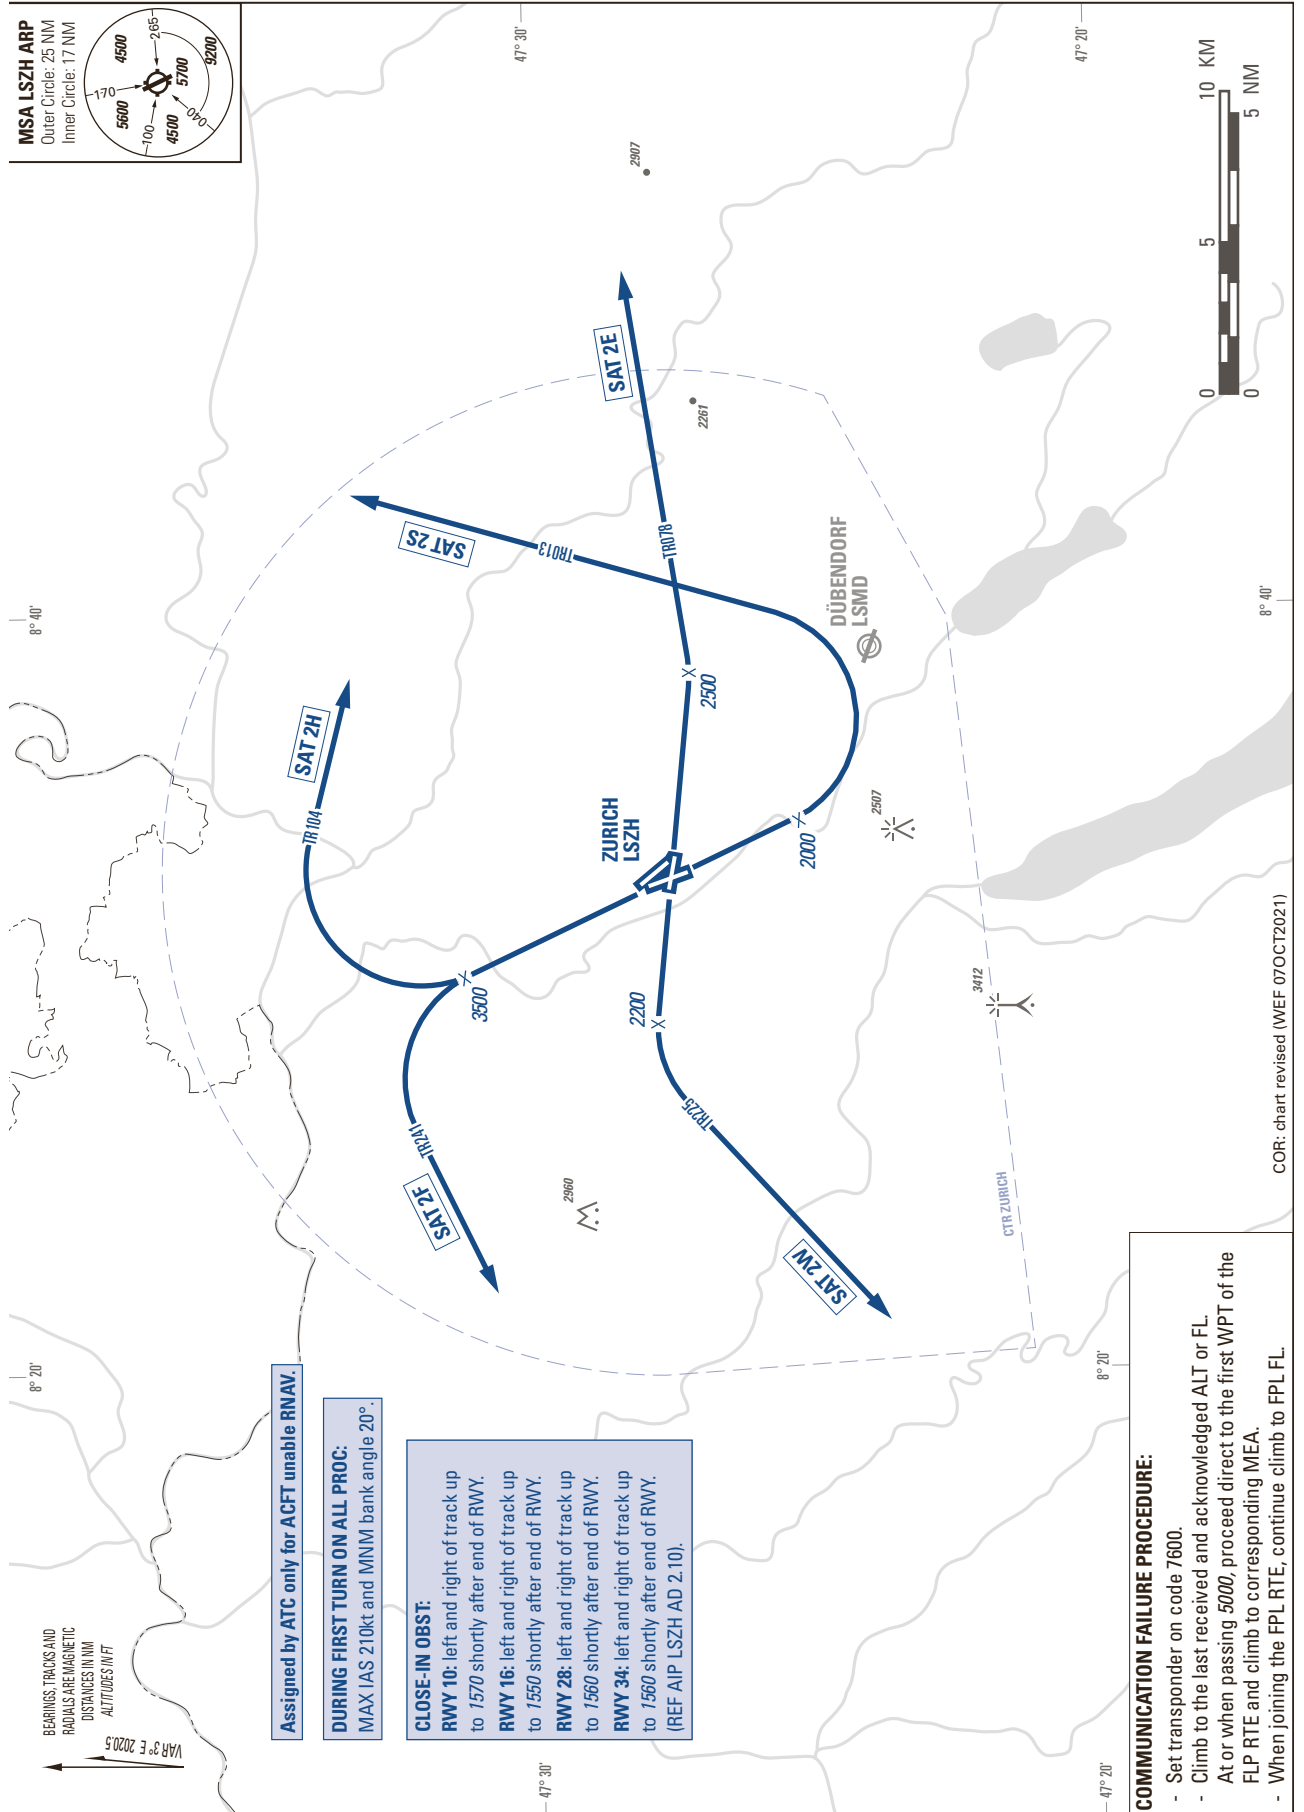 BEARINGS, TRACKS AND
RADIALS ARE MAGNETIC
DISTANCES IN NM
ALTITUDES IN FT
VAR 3° E 2020.5
8° 20'
8° 40'
MSA LSZH ARP
Outer Circle: 25 NM
Inner Circle: 17 NM
170
4500
265
5600
5700
9200
100
4500
040
Assigned by ATC only for ACFT unable RNAV.
DURING FIRST TURN ON ALL PROC:
MAX IAS 210kt and MNM bank angle 20°.
CLOSE-IN OBST:
RWY 10: left and right of track up
to 1570 shortly after end of RWY.
RWY 16: left and right of track up
to 1550 shortly after end of RWY.
RWY 28: left and right of track up
to 1560 shortly after end of RWY.
RWY 34: left and right of track up
to 1560 shortly after end of RWY.
(REF AIP LSZH AD 2.10).
SAT 2H
TR104
SAT 2F
TR241
3500
SAT 2S
TR013
47° 30'
47° 30'
2960
SAT 2E
TR078
2907
2261
ZURICH
LSZH
2200
2500
TR225
SAT 2W
2000
DÜBENDORF
LSMD
2507
3412
CTR ZURICH
47° 20'
47° 20'
8° 20'
8° 40'
0
5
10 KM
0
5 NM
COMMUNICATION FAILURE PROCEDURE:
- Set transponder on code 7600.
- Climb to the last received and acknowledged ALT or FL.
At or when passing 5000, proceed direct to the first WPT of the
FLP RTE and climb to corresponding MEA.
- When joining the FPL RTE, continue climb to FPL FL.
COR: chart revised (WEF 07OCT2021)